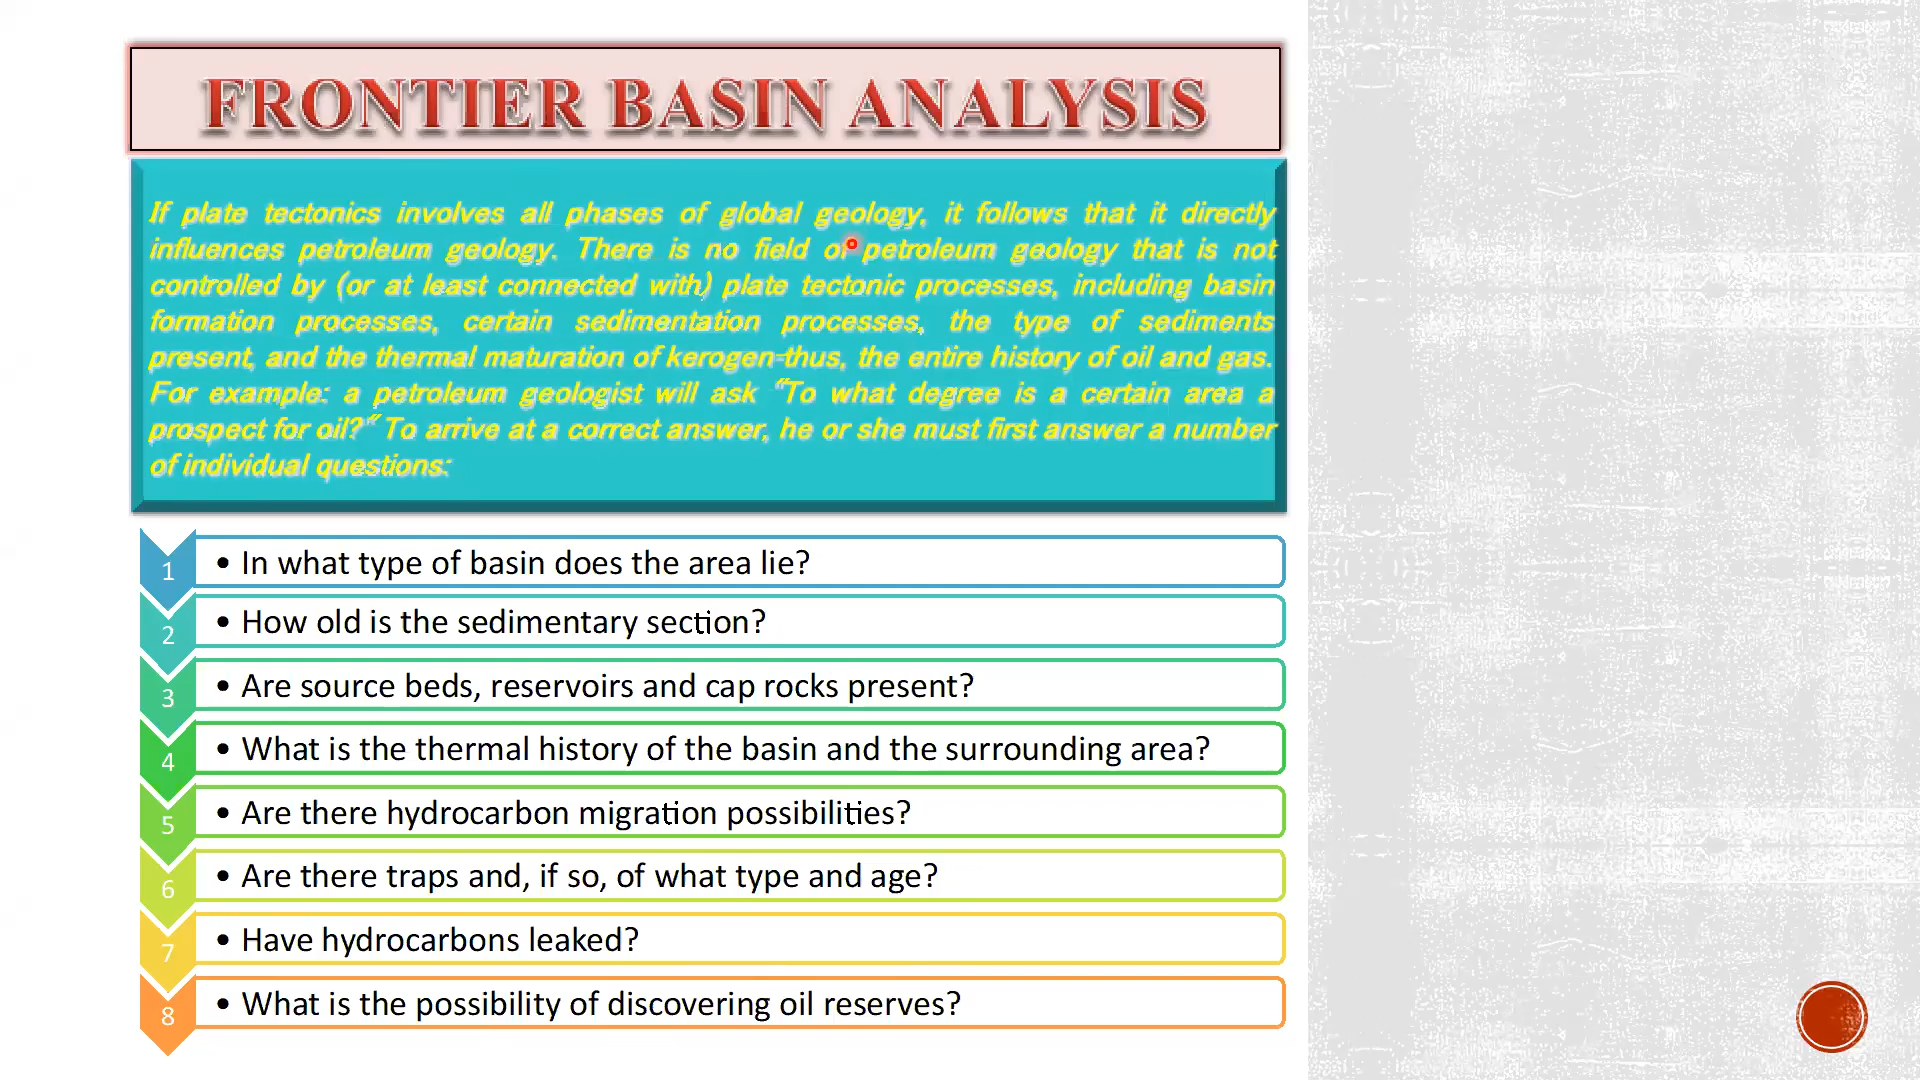 FRONTIER BASIN ANALYSIS
If plate tectonics involves all phases of global geology, it follows that it directly
influences petroleum geology. There is no field of petroleum geology that is not
controlled by (or at least connected with) plate tectonic processes, including basin
formation processes, certain sedimentation processes, the type of sediments
present, and the thermal maturation of kerogen-thus, the entire history of oil and gas.
For example: a petroleum geologist will ask "To what degree is a certain area a
prospect for oil?" To arrive at a correct answer, he or she must first answer a number
of individual questions:
1 • In what type of basin does the area lie?
2 • How old is the sedimentary section?
3 • Are source beds, reservoirs and cap rocks present?
4 • What is the thermal history of the basin and the surrounding area?
5 • Are there hydrocarbon migration possibilities?
6 • Are there traps and, if so, of what type and age?
7 • Have hydrocarbons leaked?
8 • What is the possibility of discovering oil reserves?